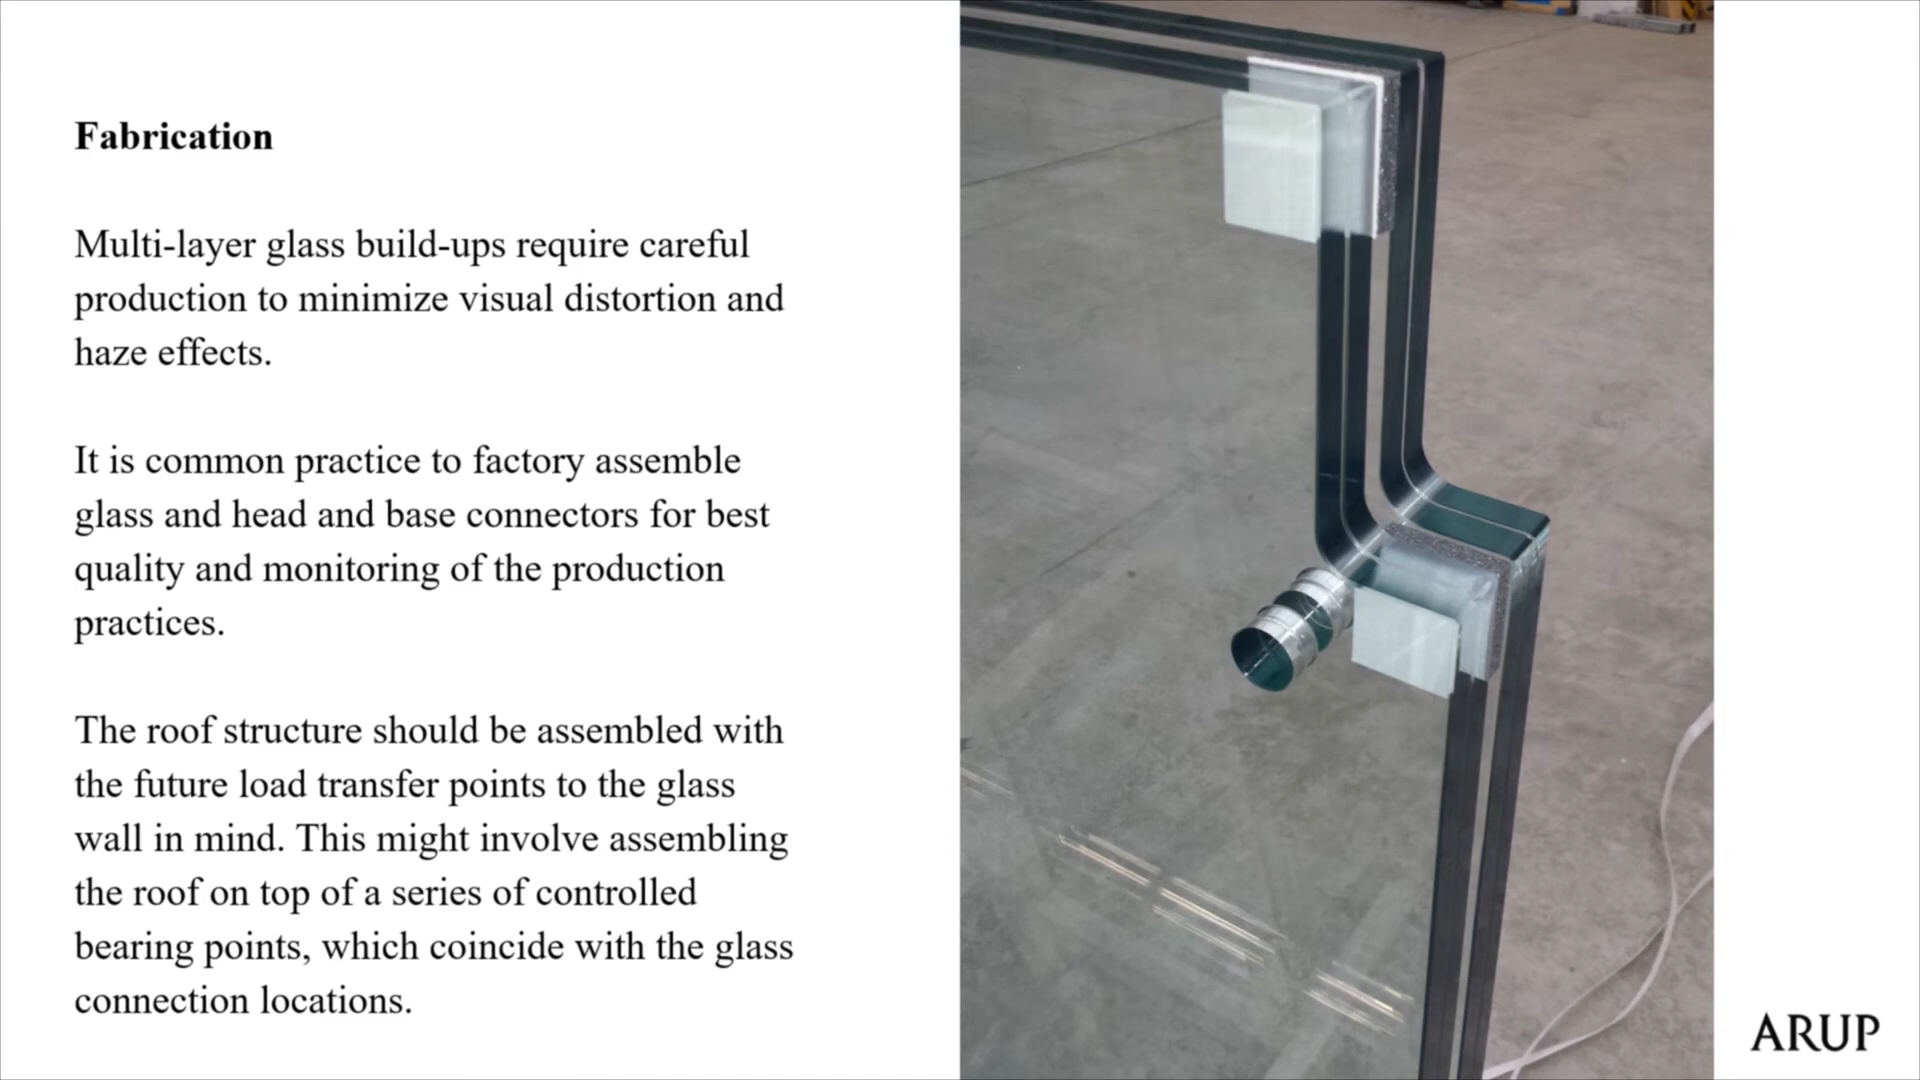 Fabrication
Multi-layer glass build-ups require careful
production to minimize visual distortion and
haze effects.
It is common practice to factory assemble
glass and head and base connectors for best
quality and monitoring of the production
practices.
The roof structure should be assembled with
the future load transfer points to the glass
wall in mind. This might involve assembling
the roof on top of a series of controlled
bearing points, which coincide with the glass
connection locations.
ARUP